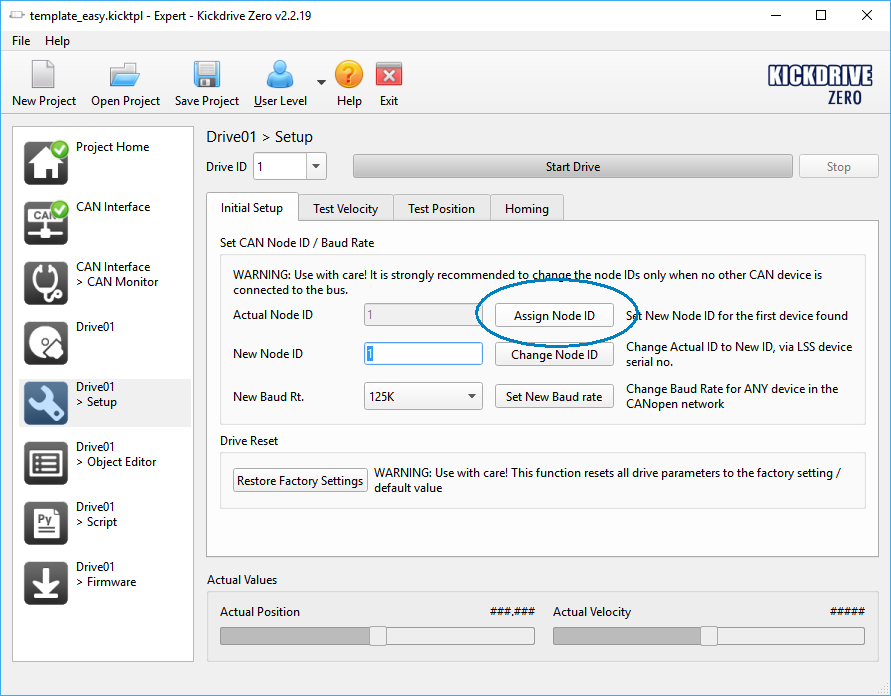 template_easy.kicktpl - Expert - Kickdrive Zero v2.2.19
File Help
New Project Open Project Save Project User Level Help Exit
KICKDRIVE
ZERO
Project Home
CAN Interface
CAN
CAN Interface
> CAN Monitor
Drive01
Drive01
> Setup
Drive01
> Object Editor
Drive01
> Script
Py
Drive01
> Firmware
Drive01 > Setup
Drive ID 1 Start Drive Stop
Initial Setup Test Velocity Test Position Homing
Set CAN Node ID / Baud Rate
WARNING: Use with care! It is strongly recommended to change the node IDs only when no other CAN device is
connected to the bus.
Actual Node ID 1 Assign Node ID Set New Node ID for the first device found
New Node ID 1 Change Node ID Change Actual ID to New ID, via LSS device
serial no.
New Baud Rt. 125K Set New Baud rate Change Baud Rate for ANY device in the
CANopen network
Drive Reset
Restore Factory Settings WARNING: Use with care! This function resets all drive parameters to the factory setting /
default value
Actual Values
Actual Position ###.### Actual Velocity #####